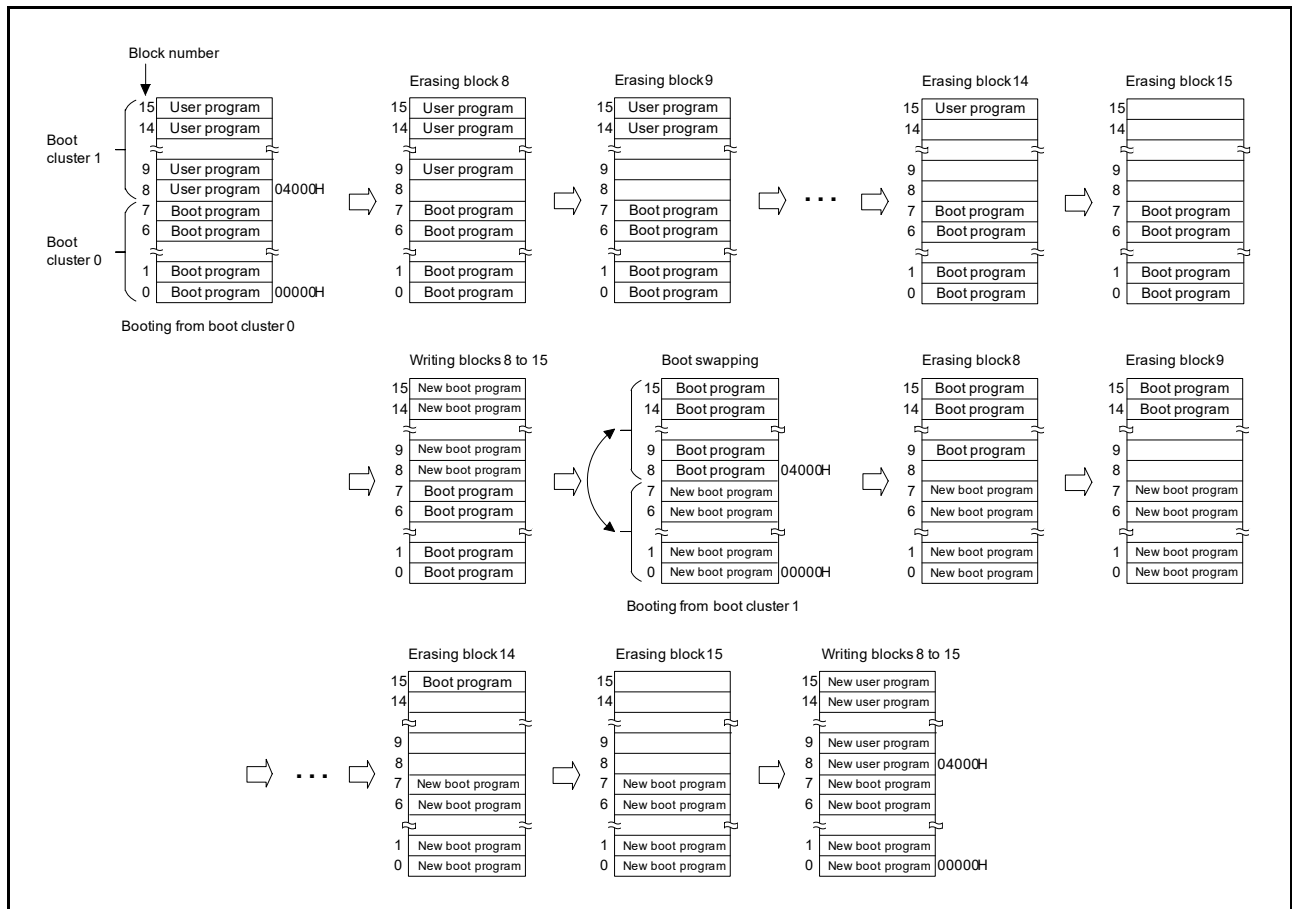 Block number
Erasing block 8
Erasing block 9
Erasing block 14
Erasing block 15
Boot
cluster 1
Boot
cluster 0
15 User program
14 User program
9 User program
8 User program 04000H
7 Boot program
6 Boot program
1 Boot program
0 Boot program 00000H
Booting from boot cluster 0
15 User program
14 User program
9 User program
8
7 Boot program
6 Boot program
1 Boot program
0 Boot program
15 User program
14 User program
9
8
7 Boot program
6 Boot program
1 Boot program
0 Boot program
...
15 User program
14
9
8
7 Boot program
6 Boot program
1 Boot program
0 Boot program
15
14
9
8
7 Boot program
6 Boot program
1 Boot program
0 Boot program
Writing blocks 8 to 15
15 New boot program
14 New boot program
9 New boot program
8 New boot program
7 Boot program
6 Boot program
1 Boot program
0 Boot program
Boot swapping
15 Boot program
14 Boot program
9 Boot program
8 Boot program 04000H
7 New boot program
6 New boot program
1 New boot program
0 New boot program 00000H
Booting from boot cluster 1
Erasing block 8
15 Boot program
14 Boot program
9 Boot program
8
7 New boot program
6 New boot program
1 New boot program
0 New boot program
Erasing block 9
15 Boot program
14 Boot program
9
8
7 New boot program
6 New boot program
1 New boot program
0 New boot program
...
Erasing block 14
15 Boot program
14
9
8
7 New boot program
6 New boot program
1 New boot program
0 New boot program
Erasing block 15
15
14
9
8
7 New boot program
6 New boot program
1 New boot program
0 New boot program
Writing blocks 8 to 15
15 New user program
14 New user program
9 New user program
8 New user program 04000H
7 New boot program
6 New boot program
1 New boot program
0 New boot program 00000H